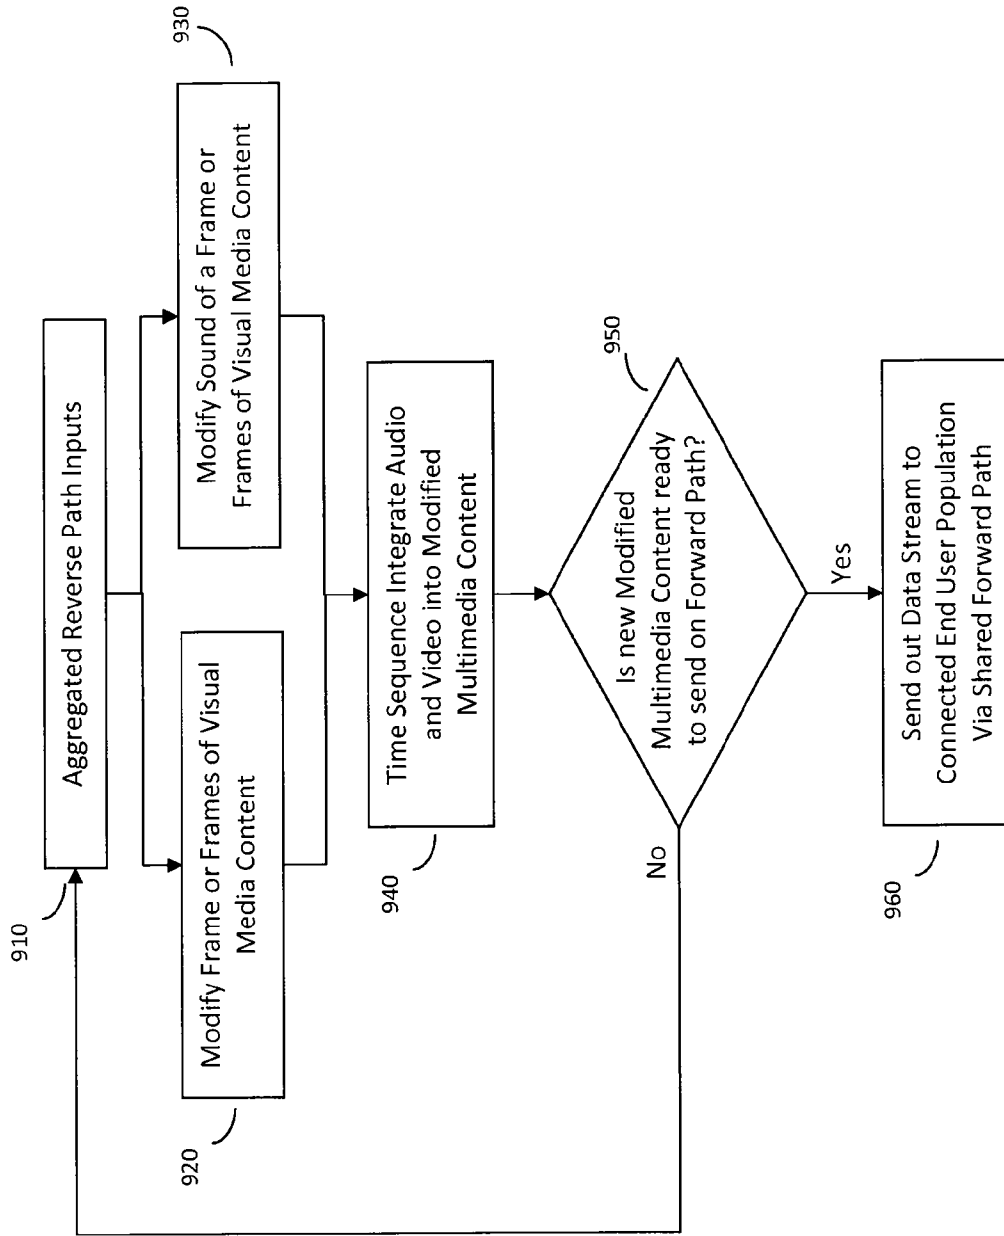 910
Aggregated Reverse Path Inputs
920
Modify Frame or Frames of Visual
Media Content
930
Modify Sound of a Frame or
Frames of Visual Media Content
940
Time Sequence Integrate Audio
and Video into Modified
Multimedia Content
950
Is new Modified
Multimedia Content ready
to send on Forward Path?
No
Yes
960
Send out Data Stream to
Connected End User Population
Via Shared Forward Path